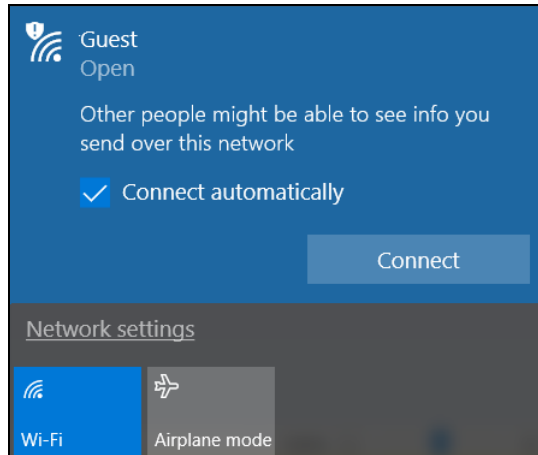 Guest
Open
Other people might be able to see info you
send over this network
Connect automatically
Connect
Network settings
Wi-Fi
Airplane mode